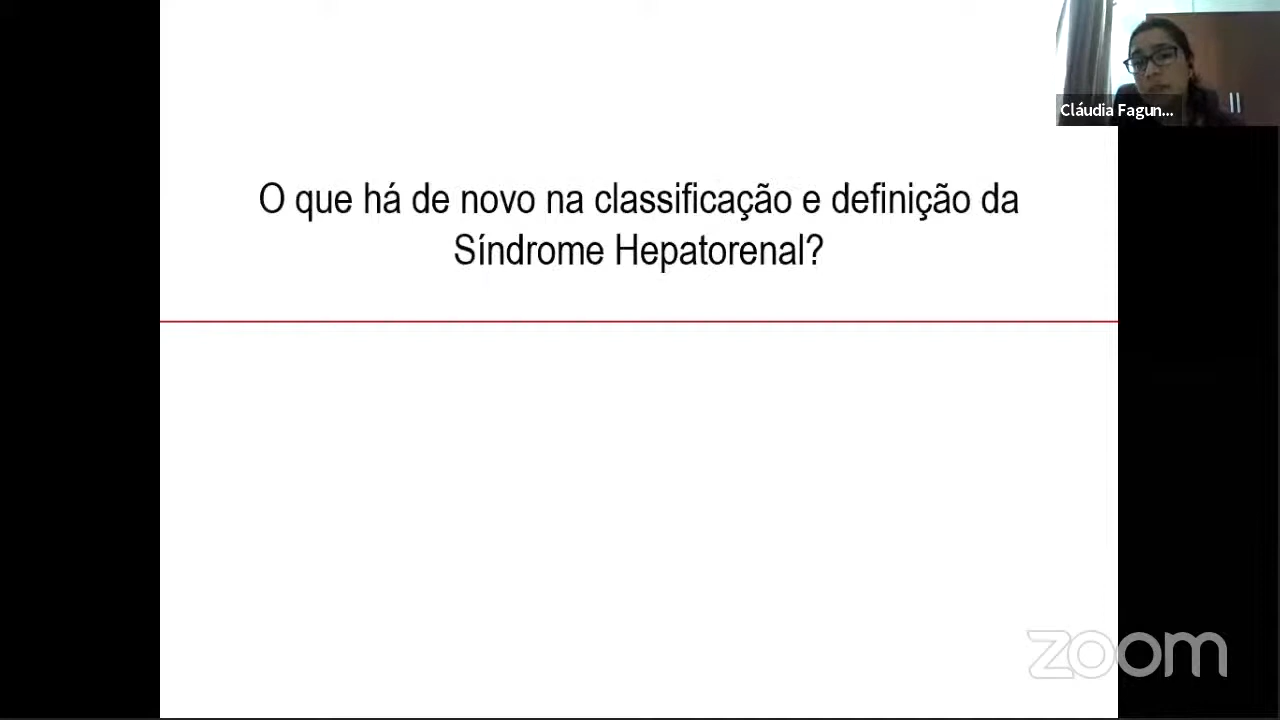 Cláudia Fagun...
O que há de novo na classificação e definição da
Síndrome Hepatorenal?
zoom